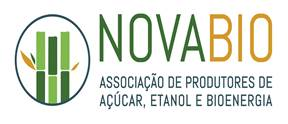 NOVABIO
ASSOCIAÇÃO DE PRODUTORES DE
AÇÚCAR, ETANOL E BIOENERGIA